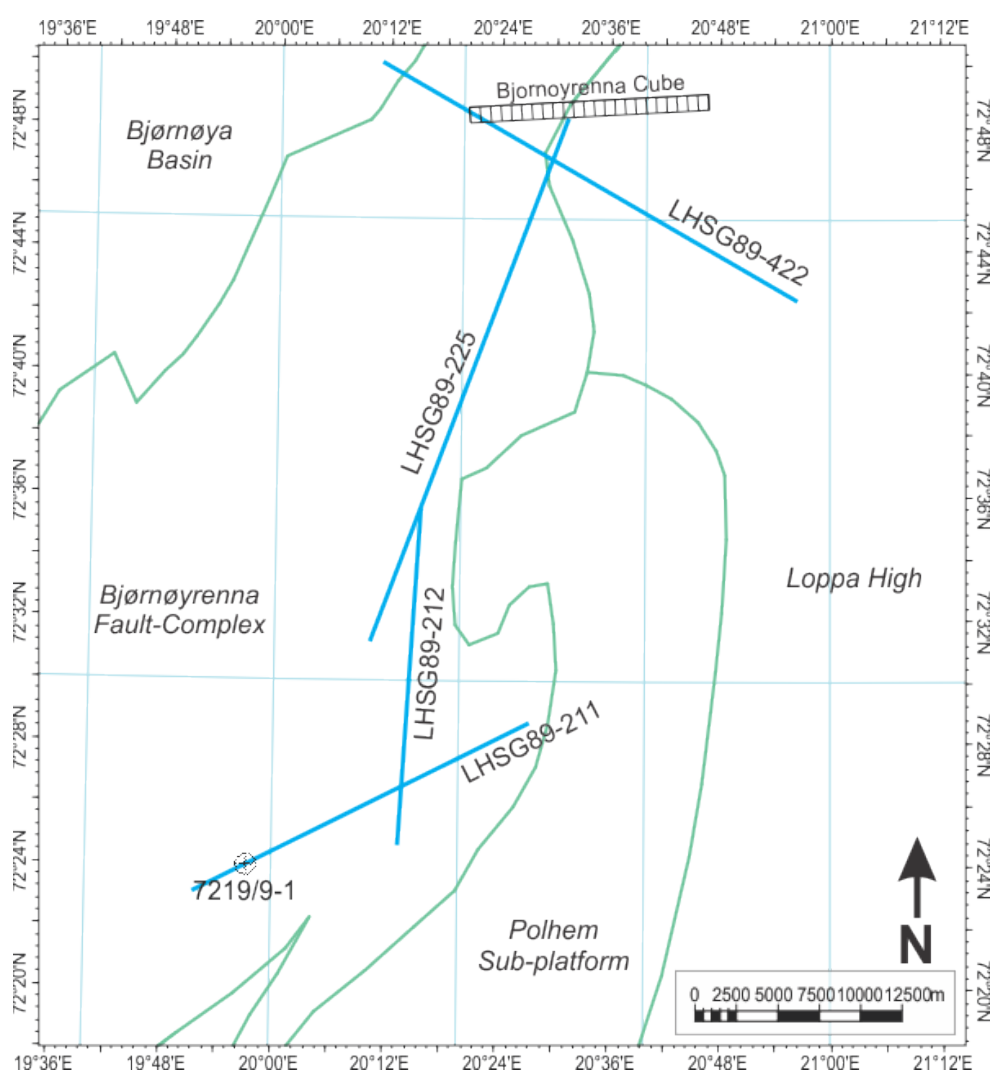 19°36'E 19°48'E 20°00'E 20°12'E 20°24'E 20°36'E 20°48'E 21°00'E 21°12'E
Bjornoyrenna Cube
72°48'N
72°48'N
Bjørnøya
Basin
LHSG89-422
72°44'N
72°44'N
LHSG89-225
72°40'N
72°40'N
72°36'N
72°36'N
Loppa High
Bjørnøyrenna
Fault-Complex
72°32'N
72°32'N
LHSG89-212
LHSG89-211
72°28'N
72°28'N
72°24'N
72°24'N
7219/9-1
Polhem
Sub-platform
N
72°20'N
72°20'N
0 2500 5000 7500 10000 12500m
19°36'E 19°48'E 20°00'E 20°12'E 20°24'E 20°36'E 20°48'E 21°00'E 21°12'E